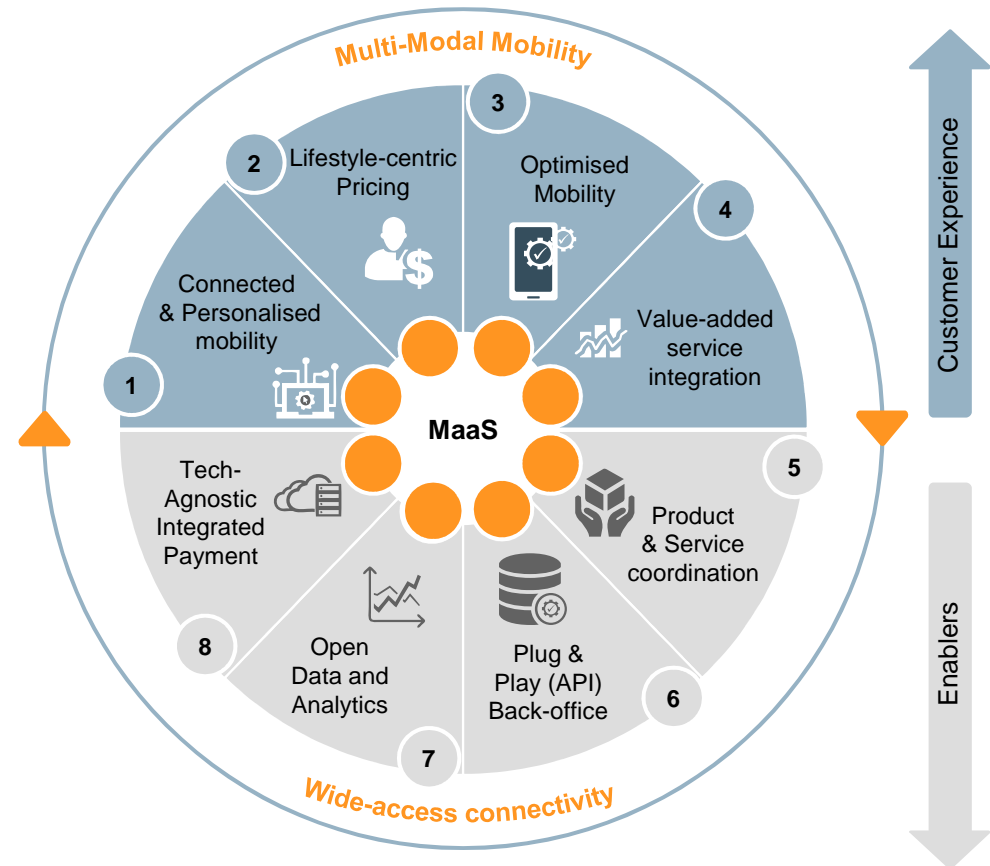 Multi-Modal Mobility
3
2
Lifestyle-centric
Pricing
Optimised
Mobility
4
Connected
& Personalised
mobility
Value-added
service
integration
1
MaaS
5
Tech-
Agnostic
Integrated
Payment
Product
& Service
coordination
8
Open
Data and
Analytics
Plug &
Play (API)
Back-office
6
7
Wide-access connectivity
Customer Experience
Enablers
$